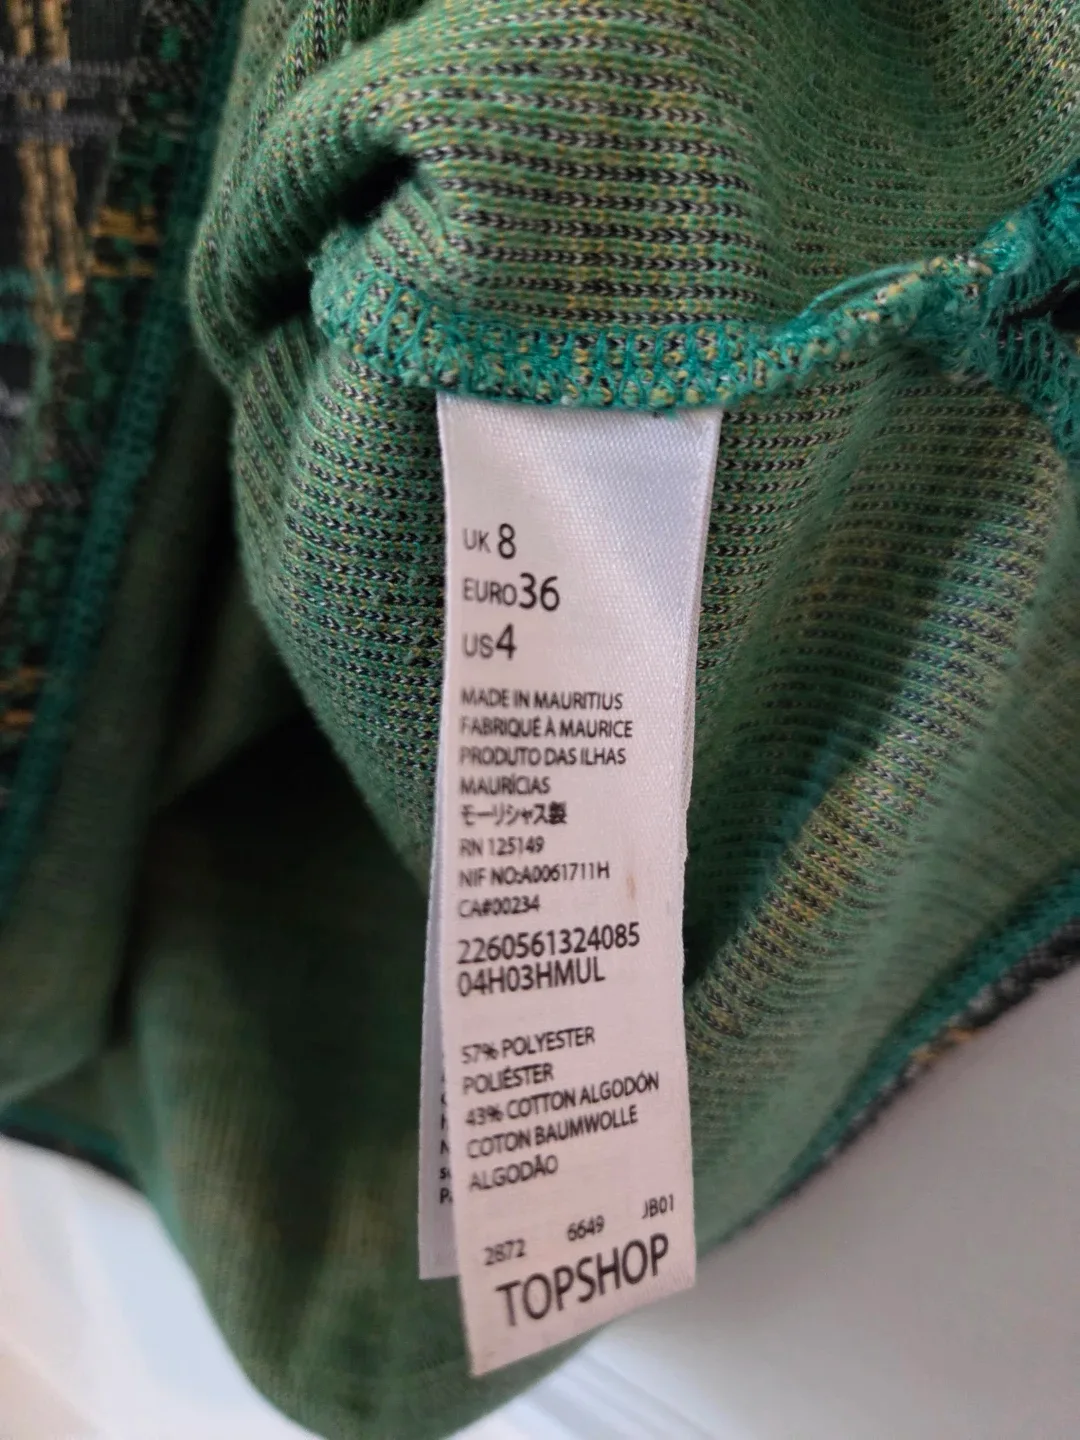 UK 8
EURO 36
US 4
MADE IN MAURITIUS
FABRIQUÉ À MAURICE
PRODUTO DAS ILHAS
MAURÍCIAS
モーリシャス製
RN 125149
NIF NO:A0061711H
CA#00234
2260561324085
04H03HMUL
57% POLYESTER
POLIÉSTER
43% COTTON ALGODÓN
COTON BAUMWOLLE
ALGODÃO
2872 6649 JB01
TOPSHOP